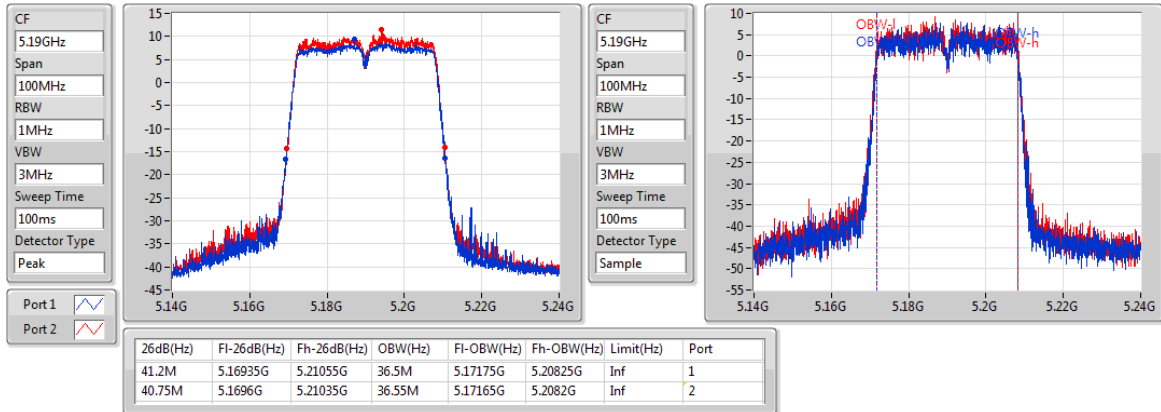 CF
5.19GHz
Span
100MHz
RBW
1MHz
VBW
3MHz
Sweep Time
100ms
Detector Type
Peak
Port 1
Port 2
15
10
5
0
-5
-10
-15
-20
-25
-30
-35
-40
-45
5.14G 5.16G 5.18G 5.2G 5.22G 5.24G
CF
5.19GHz
Span
100MHz
RBW
1MHz
VBW
3MHz
Sweep Time
100ms
Detector Type
Sample
10
5
0
-5
-10
-15
-20
-25
-30
-35
-40
-45
-50
-55
OBW-l
OBW-h
5.14G 5.16G 5.18G 5.2G 5.22G 5.24G
26dB(Hz) Fl-26dB(Hz) Fh-26dB(Hz) OBW(Hz) Fl-OBW(Hz) Fh-OBW(Hz) Limit(Hz) Port
41.2M 5.16935G 5.21055G 36.5M 5.17175G 5.20825G Inf 1
40.75M 5.1696G 5.21035G 36.55M 5.17165G 5.2082G Inf 2